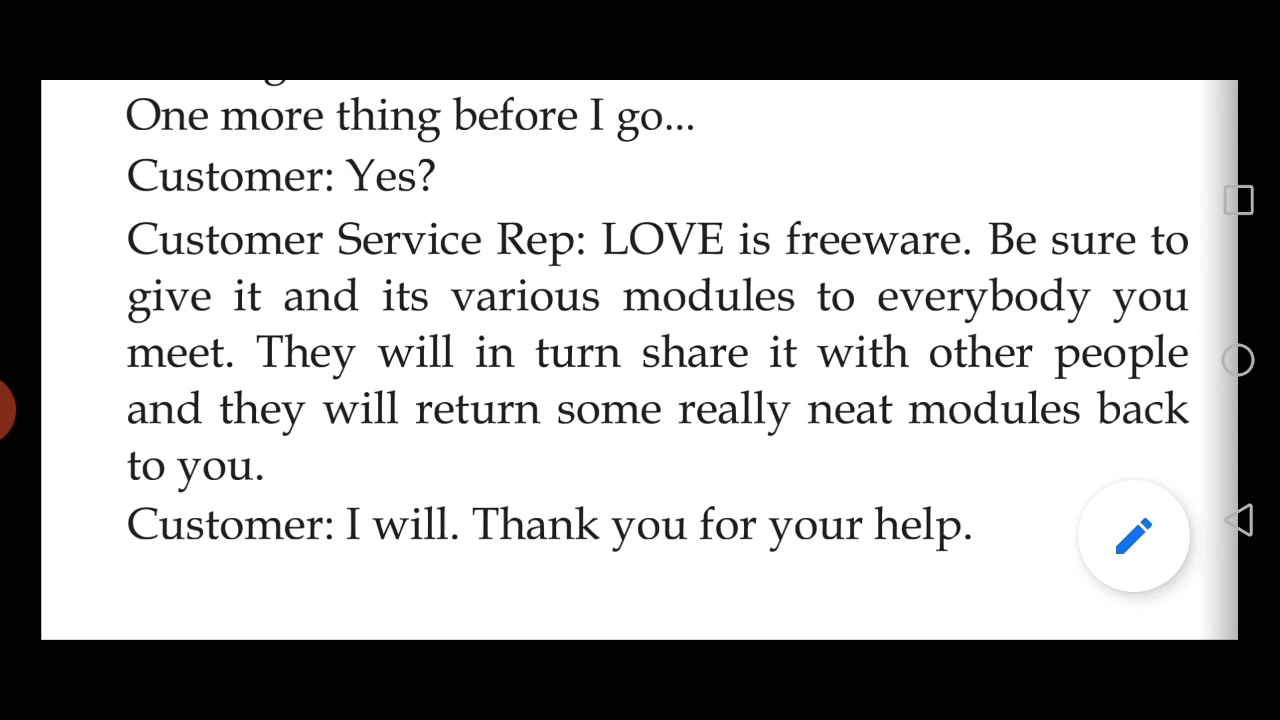 One more thing before I go...
Customer: Yes?
Customer Service Rep: LOVE is freeware. Be sure to
give it and its various modules to everybody you
meet. They will in turn share it with other people
and they will return some really neat modules back
to you.
Customer: I will. Thank you for your help.